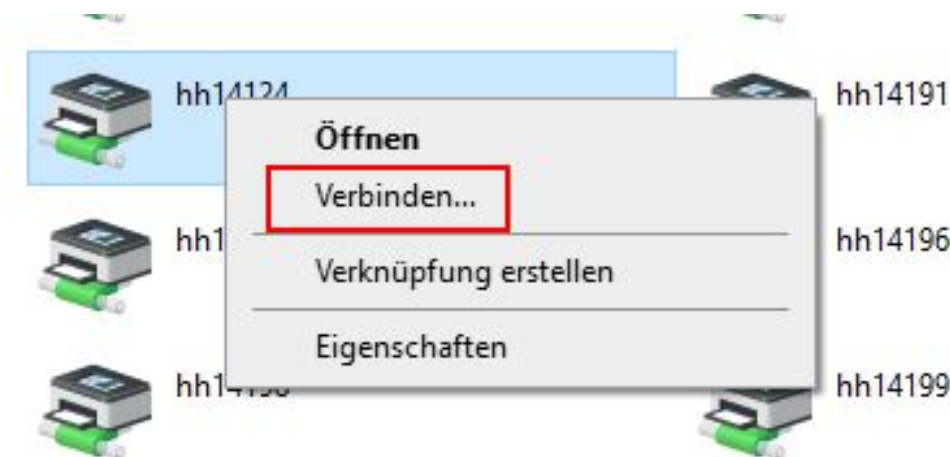 hh14124
hh14191
Öffnen
Verbinden...
hh14196
Verknüpfung erstellen
Eigenschaften
hh14199